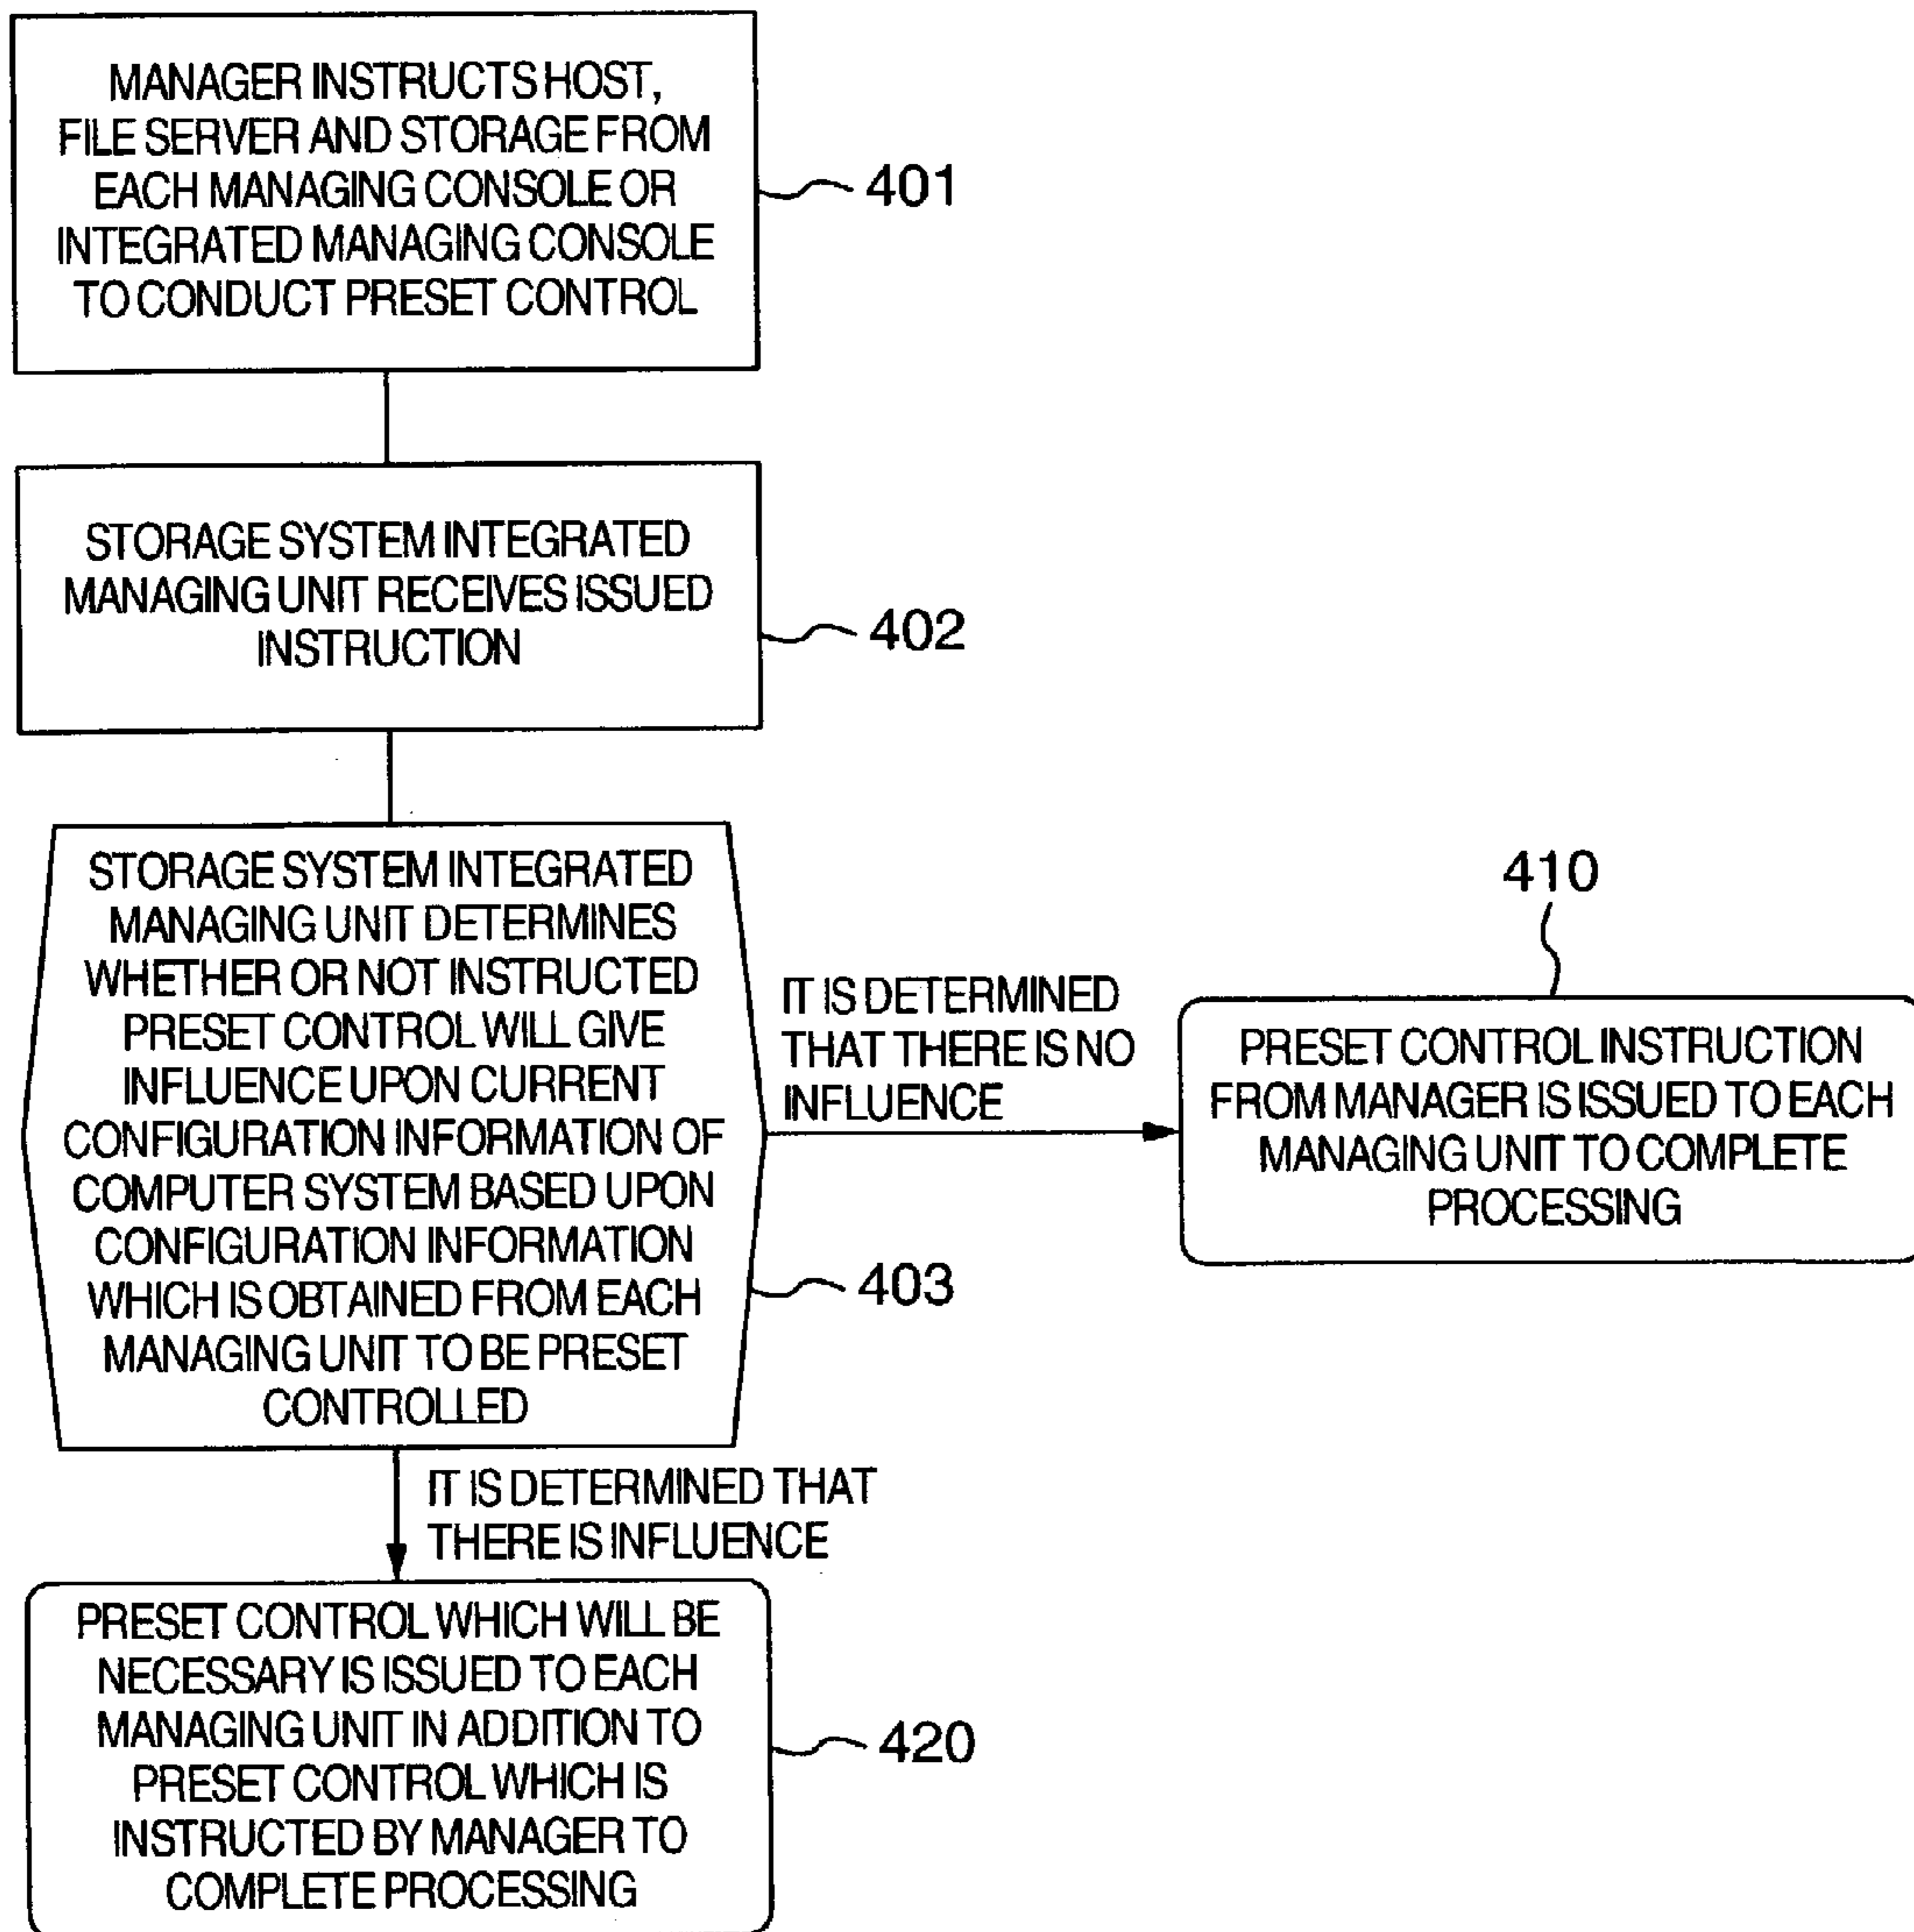 MANAGER INSTRUCTS HOST,
FILE SERVER AND STORAGE FROM
EACH MANAGING CONSOLE OR
INTEGRATED MANAGING CONSOLE
TO CONDUCT PRESET CONTROL
401
STORAGE SYSTEM INTEGRATED
MANAGING UNIT RECEIVES ISSUED
INSTRUCTION
402
STORAGE SYSTEM INTEGRATED
MANAGING UNIT DETERMINES
WHETHER OR NOT INSTRUCTED
PRESET CONTROL WILL GIVE
INFLUENCE UPON CURRENT
CONFIGURATION INFORMATION OF
COMPUTER SYSTEM BASED UPON
CONFIGURATION INFORMATION
WHICH IS OBTAINED FROM EACH
MANAGING UNIT TO BE PRESET
CONTROLLED
403
IT IS DETERMINED
THAT THERE IS NO
INFLUENCE
410
PRESET CONTROL INSTRUCTION
FROM MANAGER IS ISSUED TO EACH
MANAGING UNIT TO COMPLETE
PROCESSING
IT IS DETERMINED THAT
THERE IS INFLUENCE
PRESET CONTROL WHICH WILL BE
NECESSARY IS ISSUED TO EACH
MANAGING UNIT IN ADDITION TO
PRESET CONTROL WHICH IS
INSTRUCTED BY MANAGER TO
COMPLETE PROCESSING
420